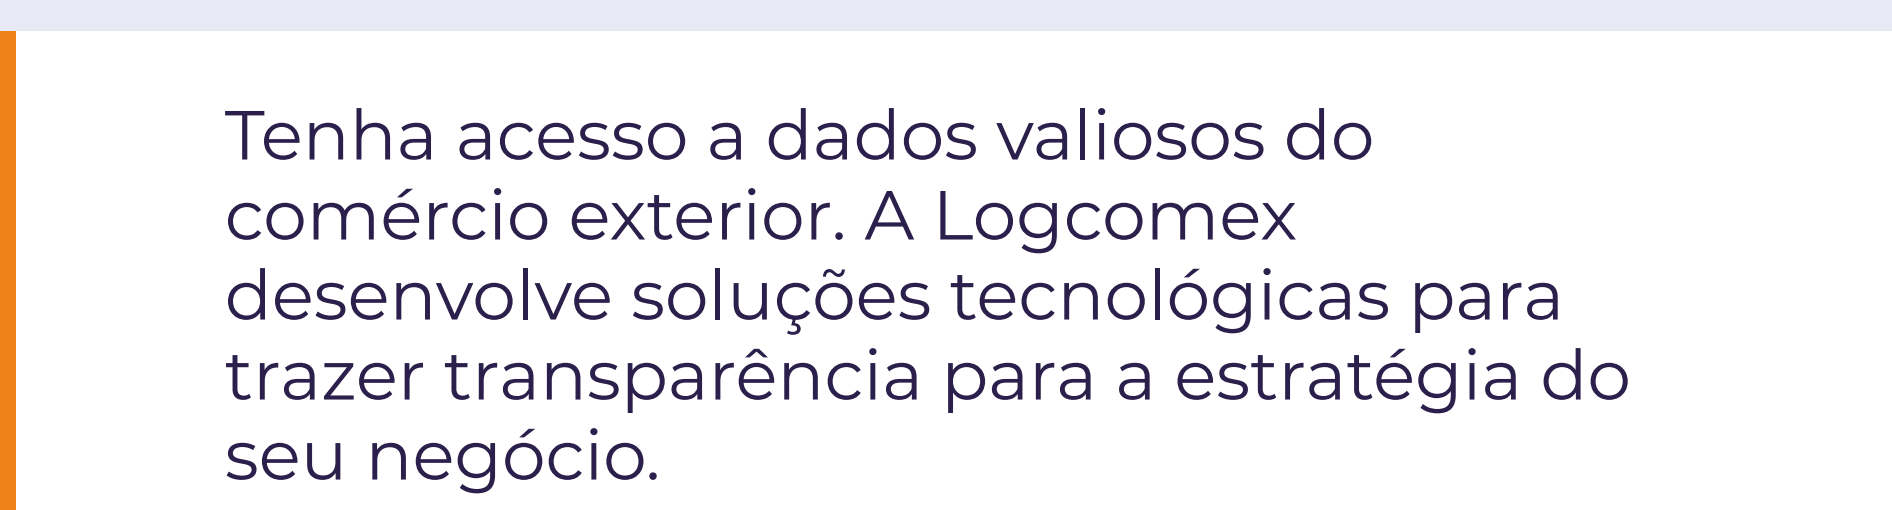 Tenha acesso a dados valiosos do
comércio exterior. A Logcomex
desenvolve soluções tecnológicas para
trazer transparência para a estratégia do
seu negócio.